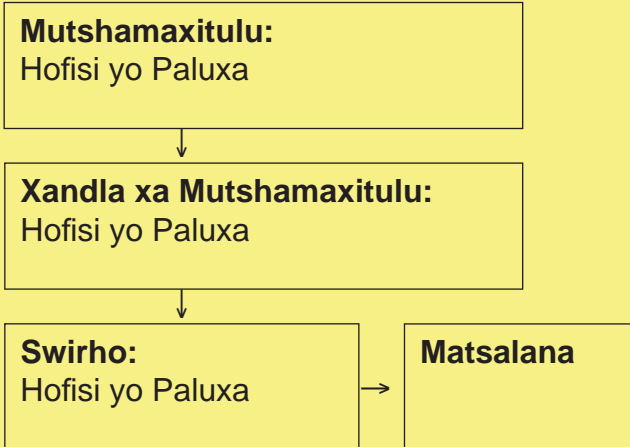 Mutshamaxitulu:
Hofisi yo Paluxa
Xandla xa Mutshamaxitulu:
Hofisi yo Paluxa
Swirho:
Hofisi yo Paluxa
Matsalana